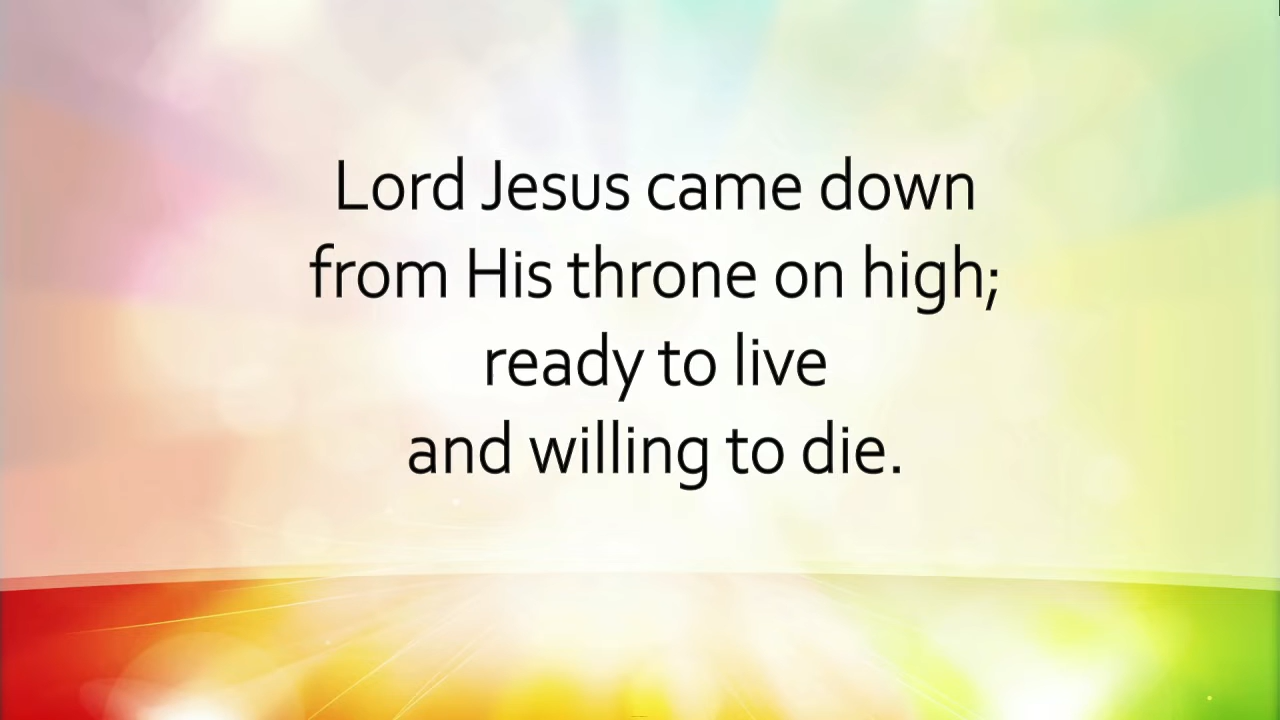 Lord Jesus came down
from His throne on high;
ready to live
and willing to die.